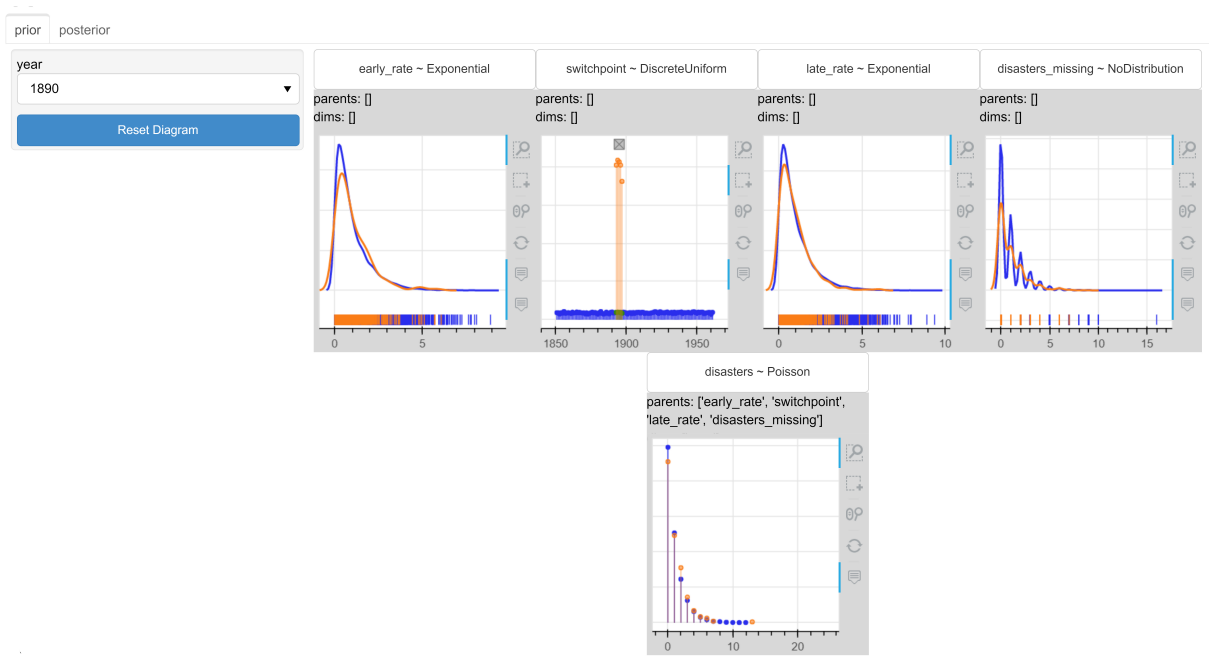 prior posterior
year
1890
Reset Diagram
early_rate ~ Exponential switchpoint ~ DiscreteUniform late_rate ~ Exponential disasters_missing ~ NoDistribution
parents: [] parents: [] parents: [] parents: []
dims: [] dims: [] dims: [] dims: []
0 5 1850 1900 1950 0 5 10 0 5 10 15
disasters ~ Poisson
parents: ['early_rate', 'switchpoint',
'late_rate', 'disasters_missing']
0 10 20